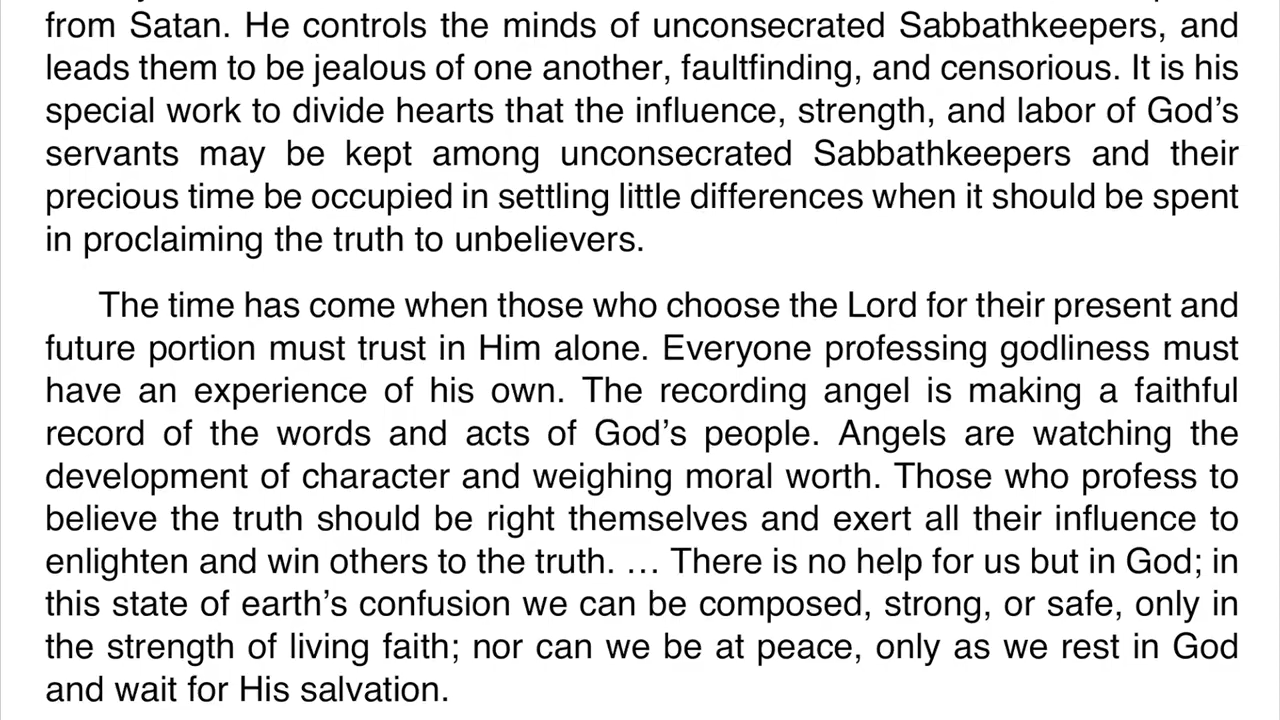 from Satan. He controls the minds of unconsecrated Sabbathkeepers, and
leads them to be jealous of one another, faultfinding, and censorious. It is his
special work to divide hearts that the influence, strength, and labor of God’s
servants may be kept among unconsecrated Sabbathkeepers and their
precious time be occupied in settling little differences when it should be spent
in proclaiming the truth to unbelievers.
The time has come when those who choose the Lord for their present and
future portion must trust in Him alone. Everyone professing godliness must
have an experience of his own. The recording angel is making a faithful
record of the words and acts of God’s people. Angels are watching the
development of character and weighing moral worth. Those who profess to
believe the truth should be right themselves and exert all their influence to
enlighten and win others to the truth. … There is no help for us but in God; in
this state of earth’s confusion we can be composed, strong, or safe, only in
the strength of living faith; nor can we be at peace, only as we rest in God
and wait for His salvation.